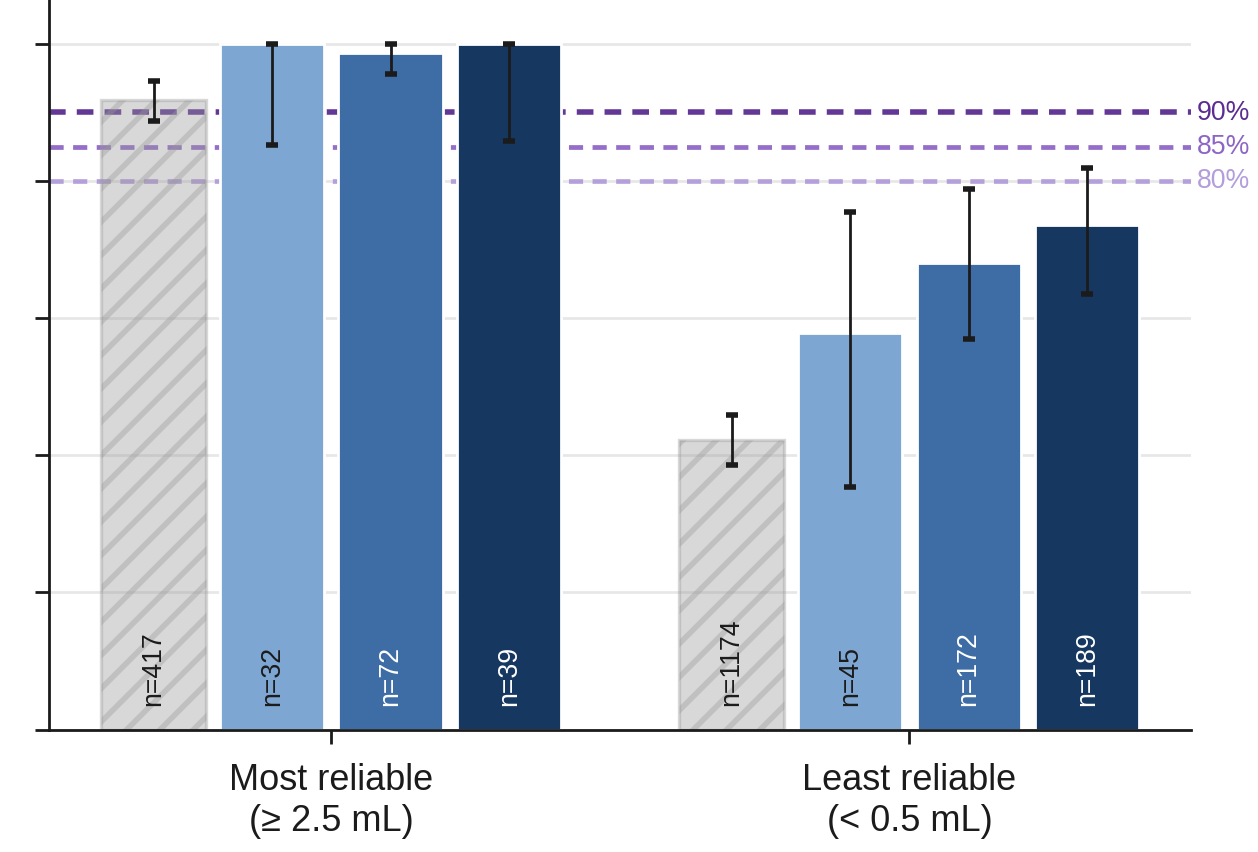 90%
85%
80%
n=417
n=32
n=72
n=39
n=1174
n=45
n=172
n=189
Most reliable
(≥ 2.5 mL)
Least reliable
(< 0.5 mL)